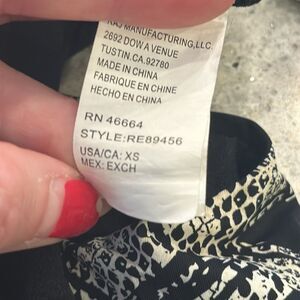 RAJ MANUFACTURING,LLC.
2692 DOW AVENUE
TUSTIN.CA.92780
MADE IN CHINA
FABRIQUE EN CHINE
HECHO EN CHINA
RN 46664
STYLE:RE89456
USA/CA: XS
MEX: EXCH